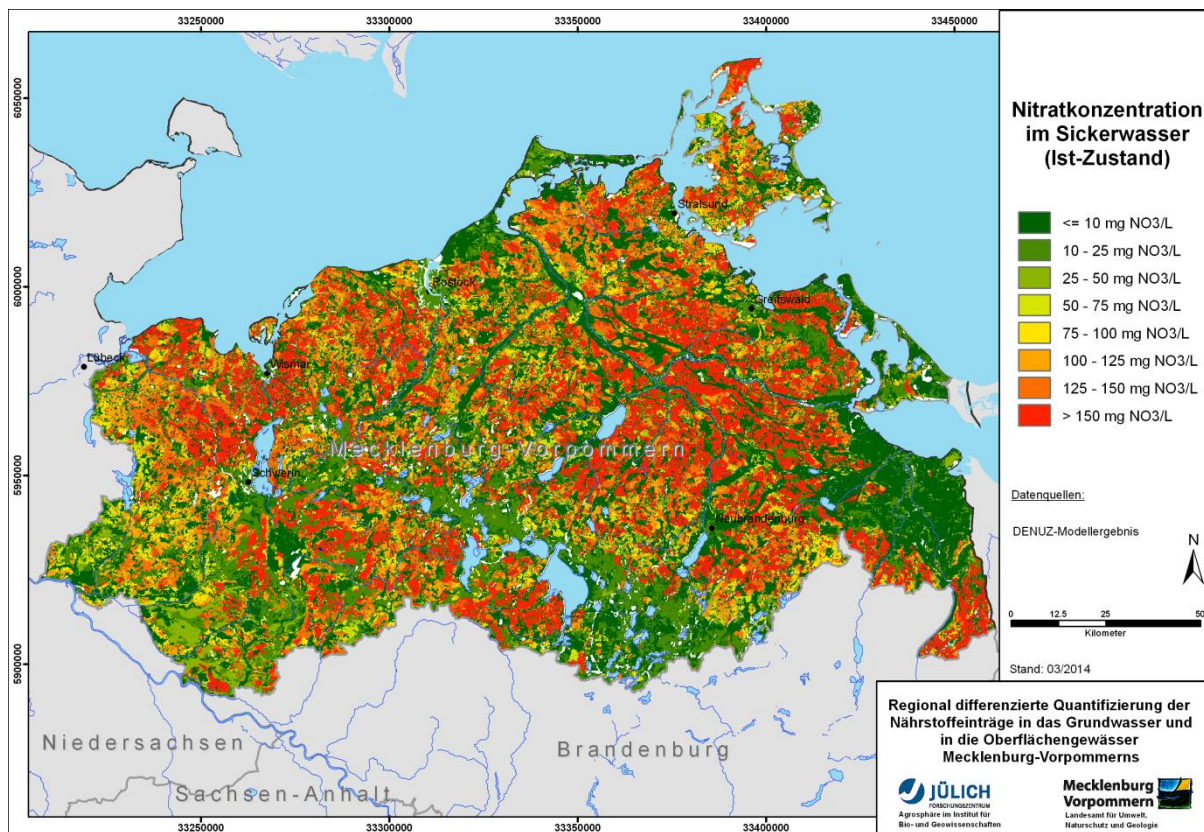 33250000 33300000 33350000 33400000 33450000
6050000
6000000
5950000
5900000
33250000 33300000 33350000 33400000
Stralsund
Rostock
Greifswald
Lübeck
Wismar
Mecklenburg-Vorpommern
Schwerin
Neubrandenburg
Niedersachsen
Brandenburg
Sachsen-Anhalt
Nitratkonzentration
im Sickerwasser
(Ist-Zustand)
<= 10 mg NO3/L
10 - 25 mg NO3/L
25 - 50 mg NO3/L
50 - 75 mg NO3/L
75 - 100 mg NO3/L
100 - 125 mg NO3/L
125 - 150 mg NO3/L
> 150 mg NO3/L
Datenquellen:
DENUZ-Modellergebnis
N
0 12.5 25 50
Kilometer
Stand: 03/2014
Regional differenzierte Quantifizierung der
Nährstoffeinträge in das Grundwasser und
in die Oberflächengewässer
Mecklenburg-Vorpommerns
JÜLICH
FORSCHUNGSZENTRUM
Agrosphäre im Institut für
Bio- und Geowissenschaften
Mecklenburg
Vorpommern
Landesamt für Umwelt,
Naturschutz und Geologie